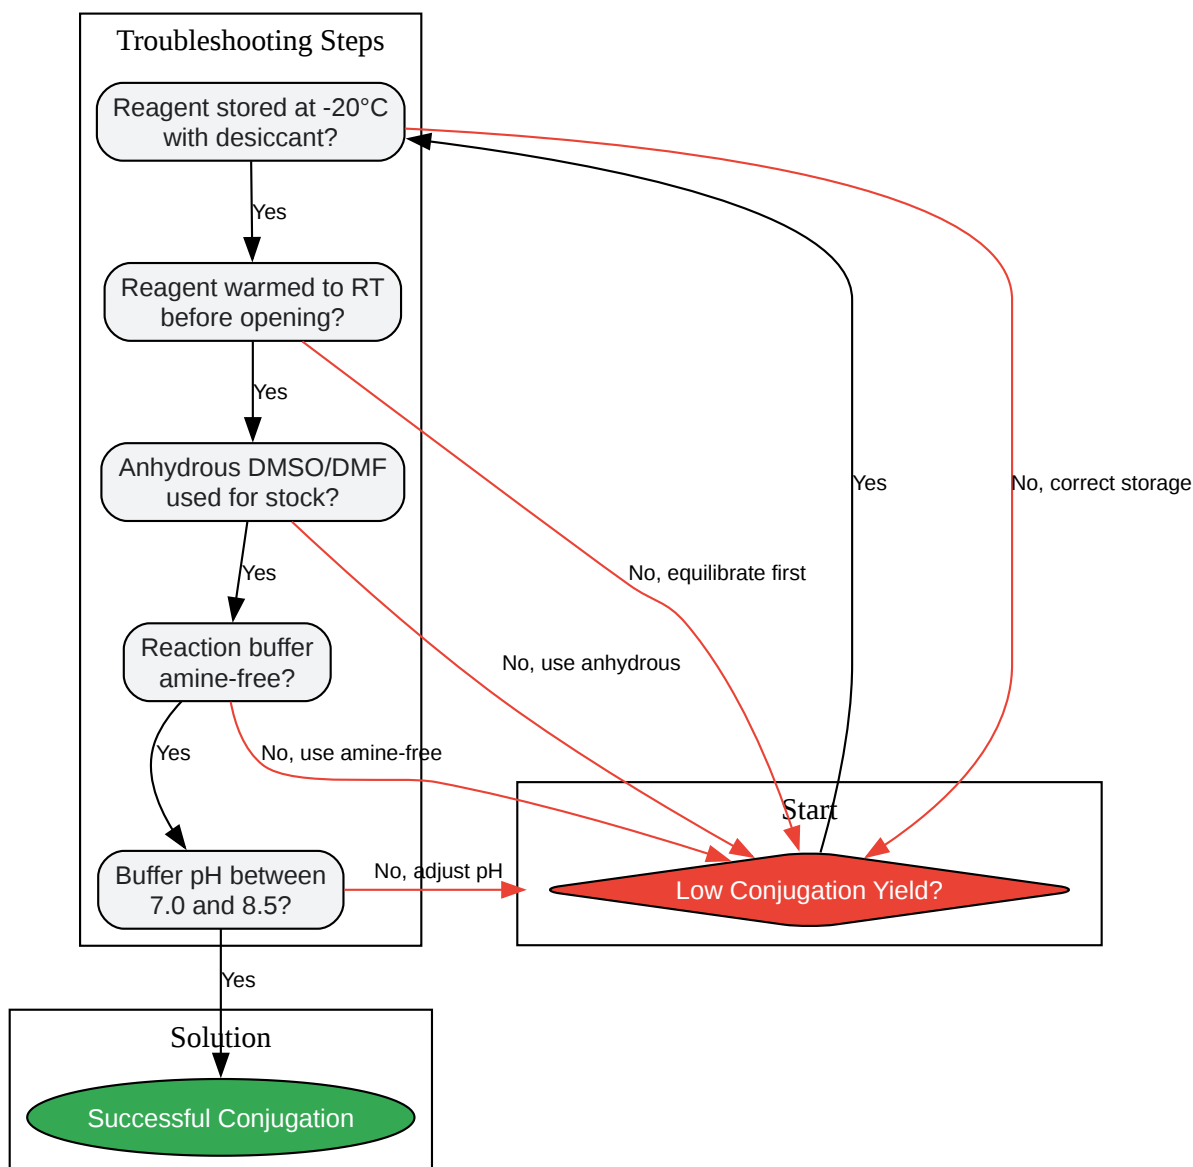 Troubleshooting Steps
Reagent stored at -20°C
with desiccant?
Yes
Reagent warmed to RT
before opening?
Yes
Anhydrous DMSO/DMF
used for stock?
Yes
No, correct storage
Yes
No, equilibrate first
Reaction buffer
amine-free?
No, use anhydrous
Yes
No, use amine-free
Start
Buffer pH between
7.0 and 8.5?
No, adjust pH
Low Conjugation Yield?
Yes
Solution
Successful Conjugation